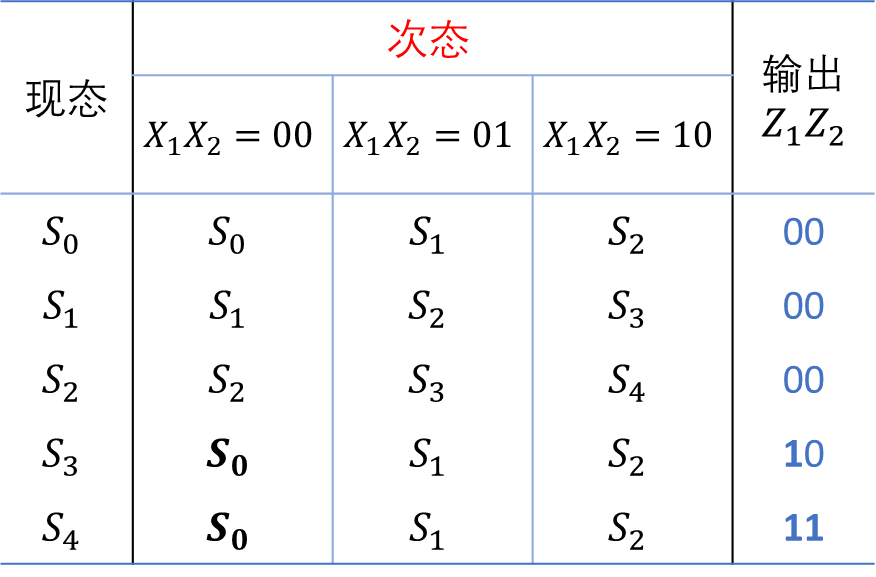 现态 次态 输出 Z₁Z₂
X₁X₂ = 00 X₁X₂ = 01 X₁X₂ = 10
S₀ S₀ S₁ S₂ 00
S₁ S₁ S₂ S₃ 00
S₂ S₂ S₃ S₄ 00
S₃ S₀ S₁ S₂ 10
S₄ S₀ S₁ S₂ 11